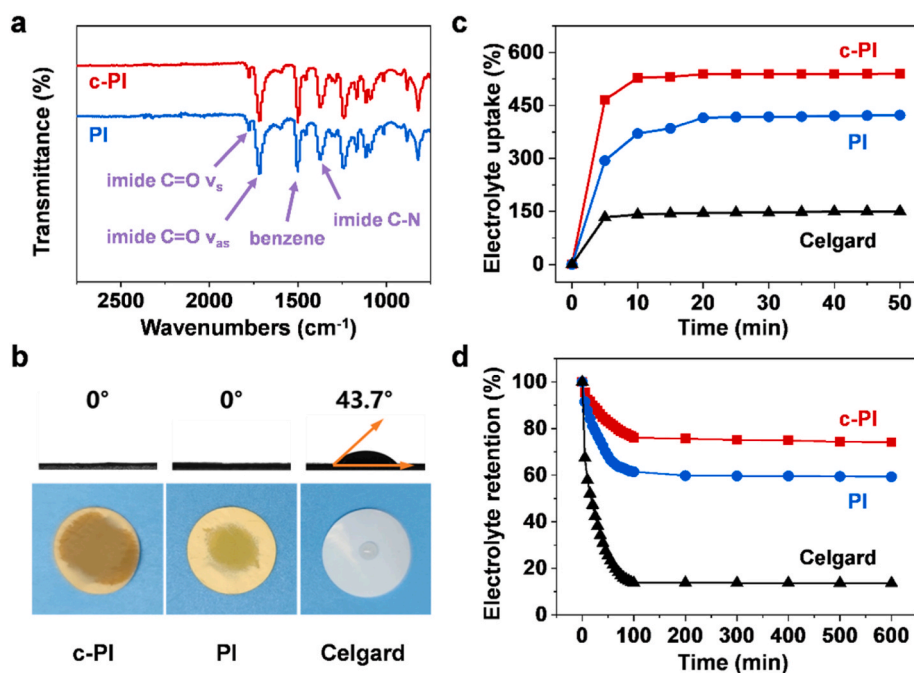 a
Transmittance (%)
c-PI
PI
imide C=O νs
imide C=O νas
benzene
imide C-N
2500 2000 1500 1000
Wavenumbers (cm⁻¹)
b
0° 0° 43.7°
c-PI PI Celgard
c
Electrolyte uptake (%)
600
450
300
150
0
c-PI
PI
Celgard
0 10 20 30 40 50
Time (min)
d
Electrolyte retention (%)
100
80
60
40
20
0
c-PI
PI
Celgard
0 100 200 300 400 500 600
Time (min)